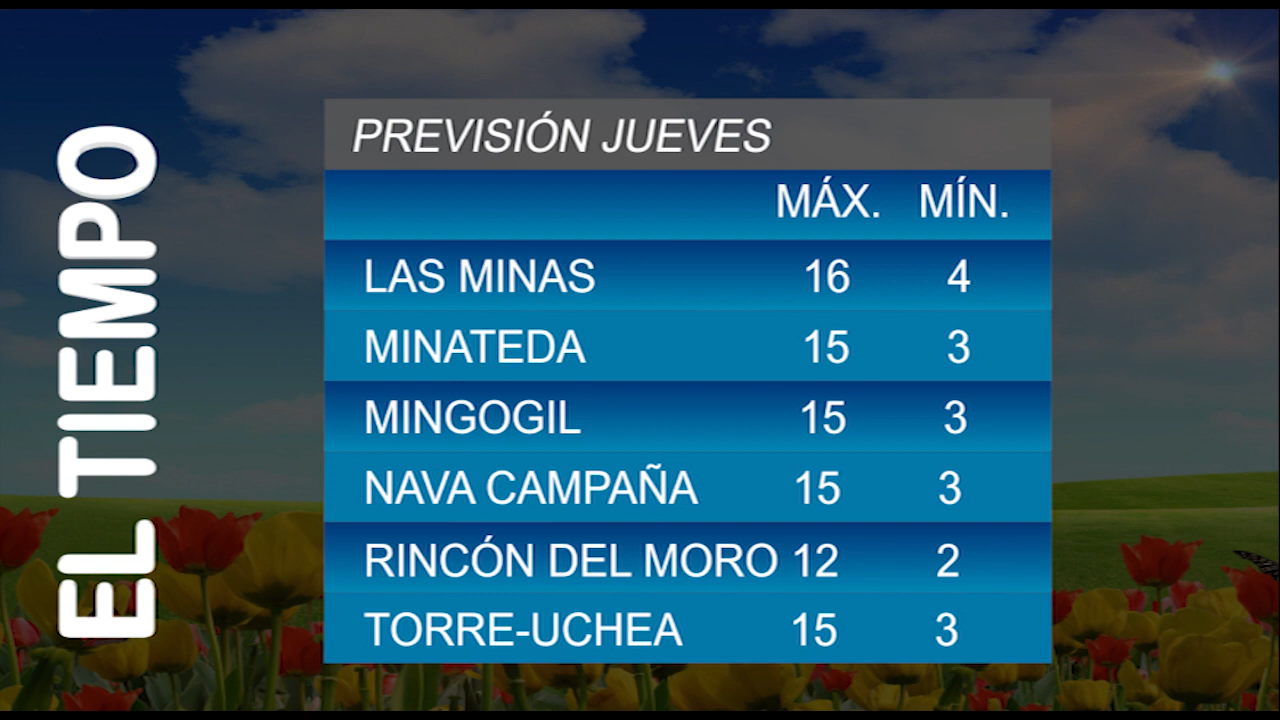 EL TIEMPO
PREVISIÓN JUEVES
MÁX. MÍN.
LAS MINAS 16 4
MINATEDA 15 3
MINGOGIL 15 3
NAVA CAMPAÑA 15 3
RINCÓN DEL MORO 12 2
TORRE-UCHEA 15 3